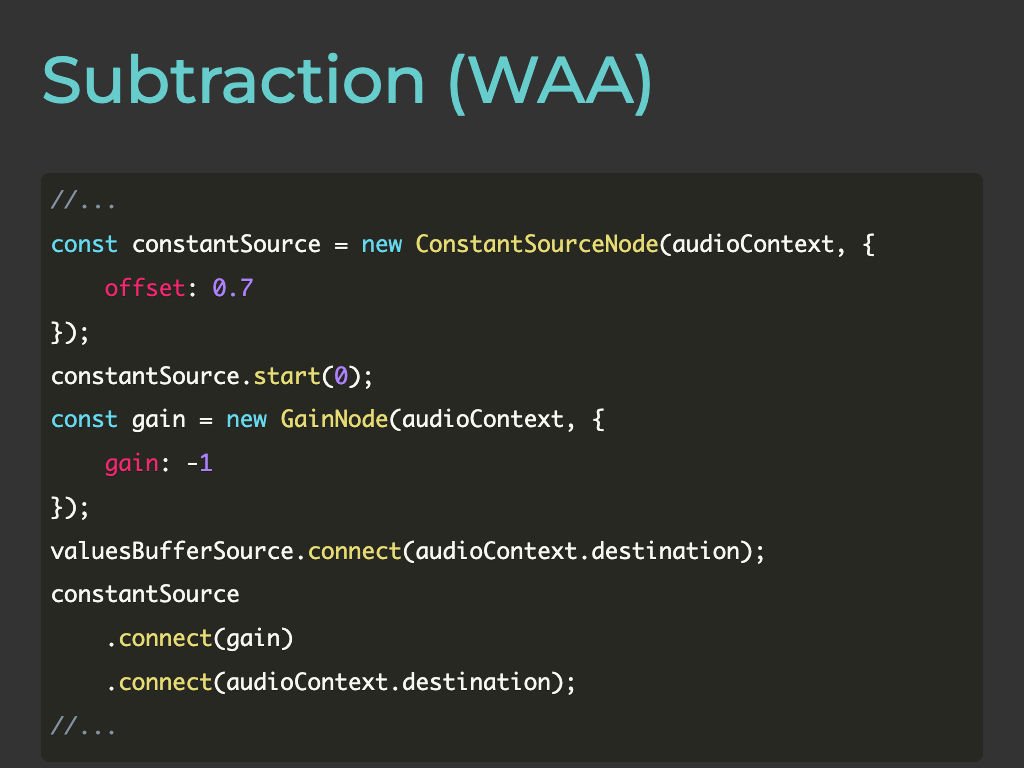 Subtraction (WAA)
//...
const constantSource = new ConstantSourceNode(audioContext, {
    offset: 0.7
});
constantSource.start(0);
const gain = new GainNode(audioContext, {
    gain: -1
});
valuesBufferSource.connect(audioContext.destination);
constantSource
    .connect(gain)
    .connect(audioContext.destination);
//...